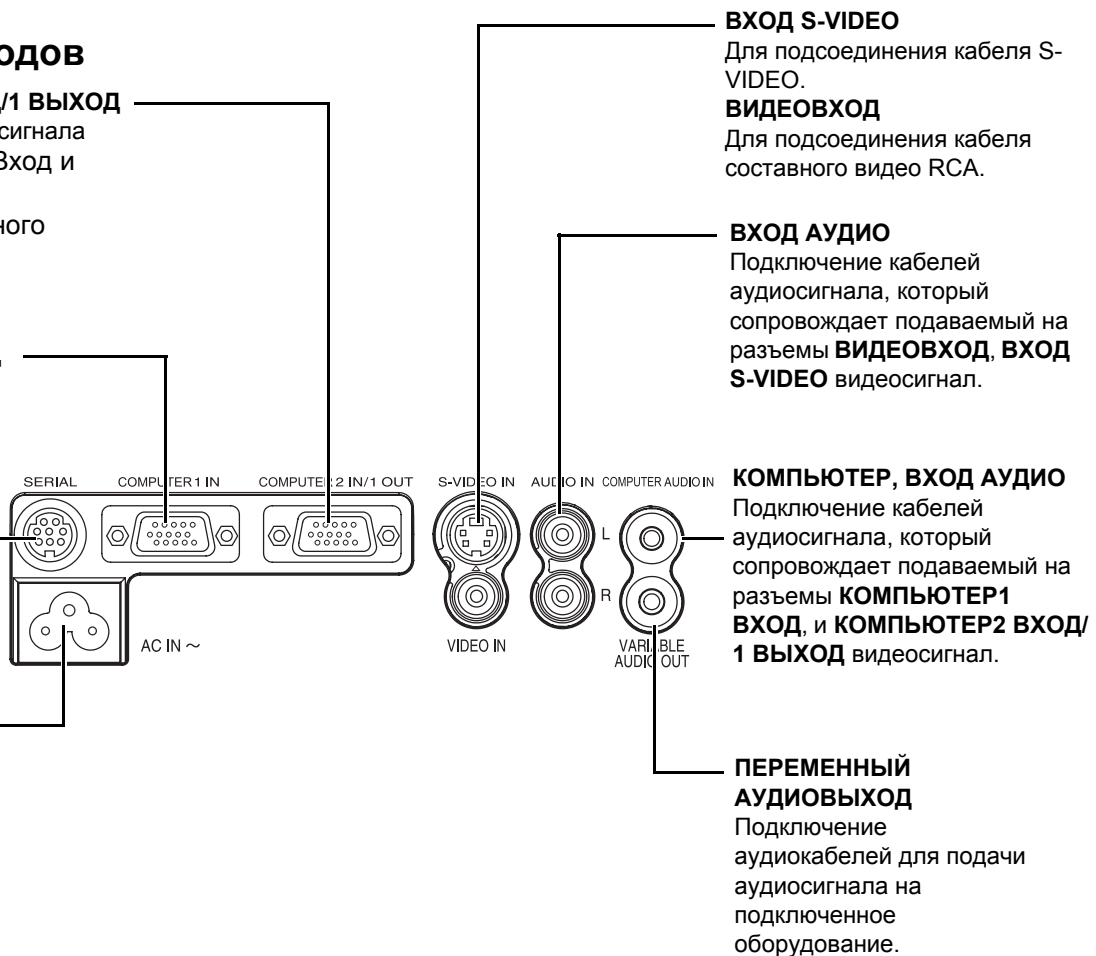 одов
/1 ВЫХОД
сигнала
Вход и
ного
ВХОД S-VIDEO
Для подсоединения кабеля S-
VIDEO.
ВИДЕОВХОД
Для подсоединения кабеля
составного видео RCA.
ВХОД АУДИО
Подключение кабелей
аудиосигнала, который
сопровождает подаваемый на
разъемы ВИДЕОВХОД, ВХОД
S-VIDEO видеосигнал.
SERIAL
COMPUTER 1 IN
COMPUTER 2 IN/1 OUT
S-VIDEO IN
AUDIO IN
COMPUTER AUDIO IN
L
R
AC IN ~
VIDEO IN
VARIABLE
AUDIO OUT
КОМПЬЮТЕР, ВХОД АУДИО
Подключение кабелей
аудиосигнала, который
сопровождает подаваемый на
разъемы КОМПЬЮТЕР1
ВХОД, и КОМПЬЮТЕР2 ВХОД/
1 ВЫХОД видеосигнал.
ПЕРЕМЕННЫЙ
АУДИОВЫХОД
Подключение
аудиокабелей для подачи
аудиосигнала на
подключенное
оборудование.